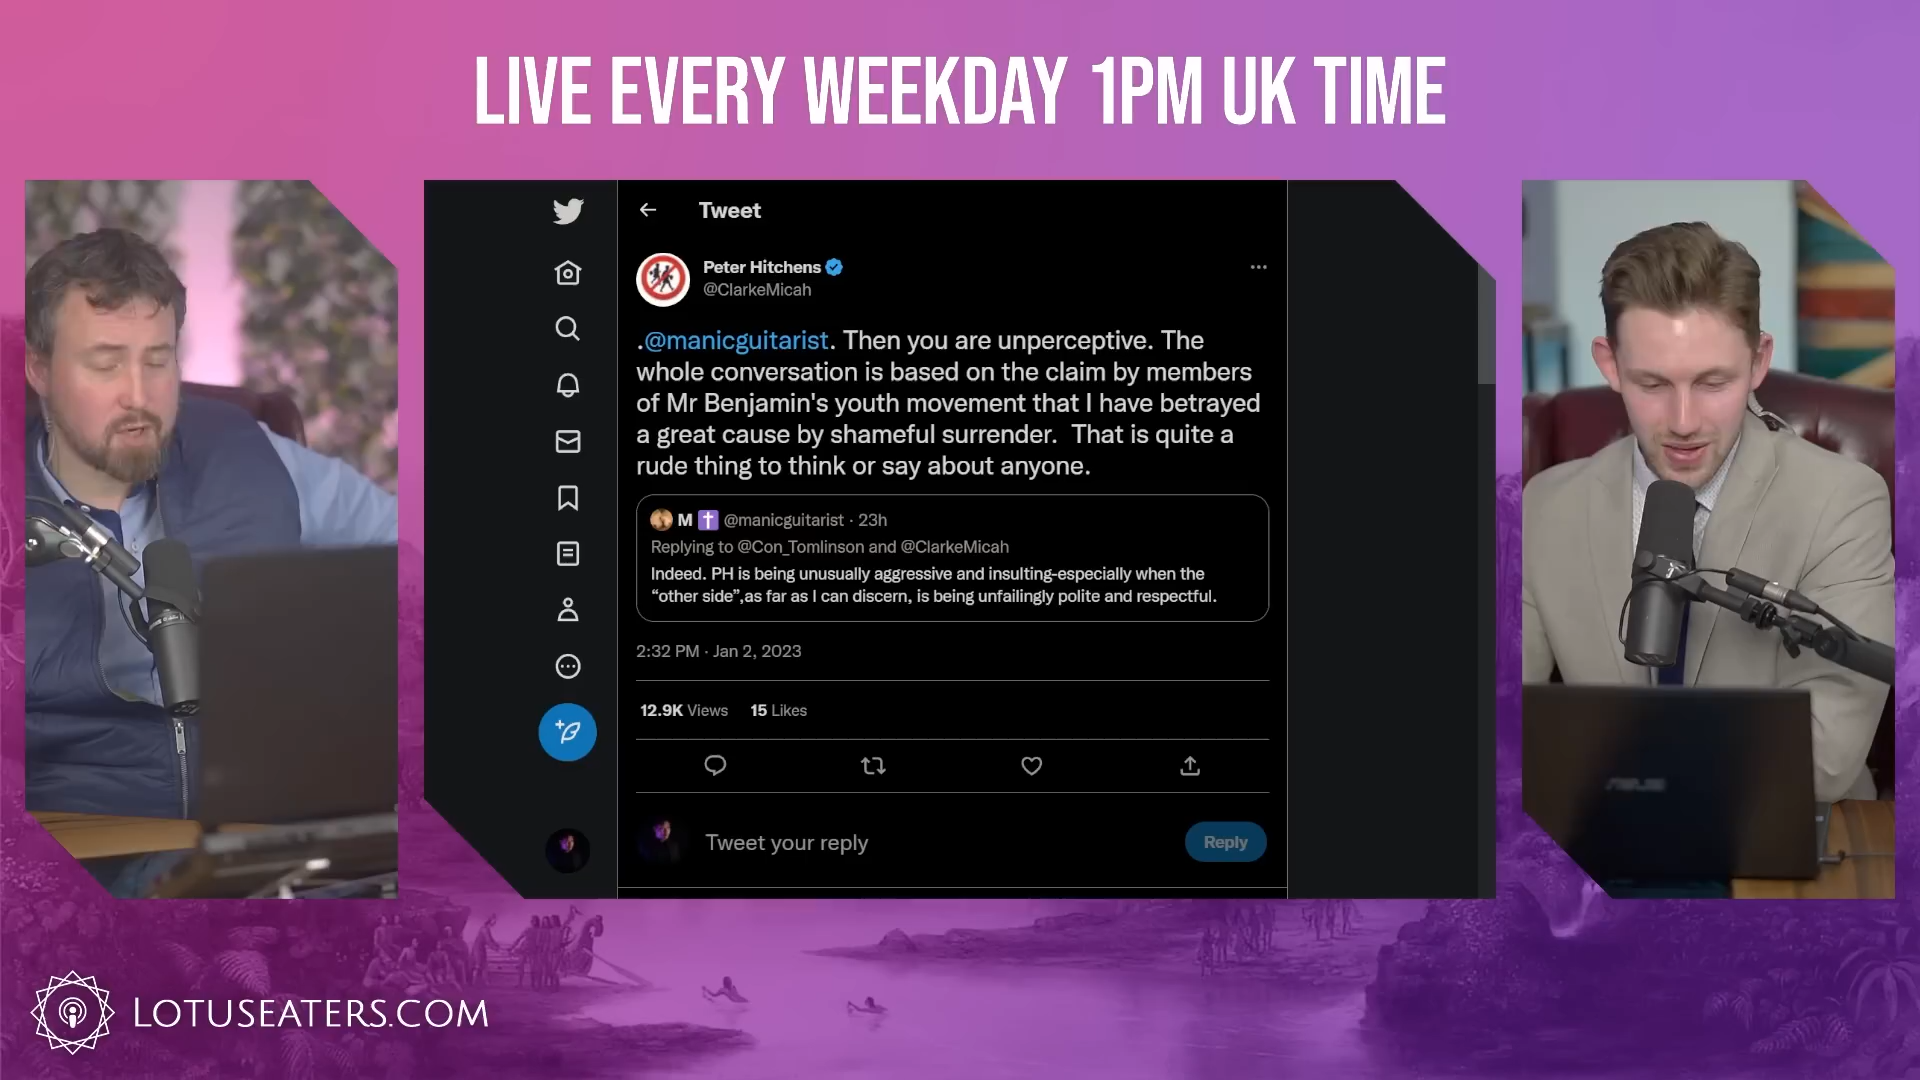 LIVE EVERY WEEKDAY 1PM UK TIME
Tweet
Peter Hitchens
@ClarkeMicah
.@manicguitarist. Then you are unperceptive. The
whole conversation is based on the claim by members
of Mr Benjamin's youth movement that I have betrayed
a great cause by shameful surrender. That is quite a
rude thing to think or say about anyone.
M @manicguitarist · 23h
Replying to @Con_Tomlinson and @ClarkeMicah
Indeed. PH is being unusually aggressive and insulting-especially when the
“other side”,as far as I can discern, is being unfailingly polite and respectful.
2:32 PM · Jan 2, 2023
12.9K Views 15 Likes
Tweet your reply
Reply
ASUS
LOTUSEATERS.COM